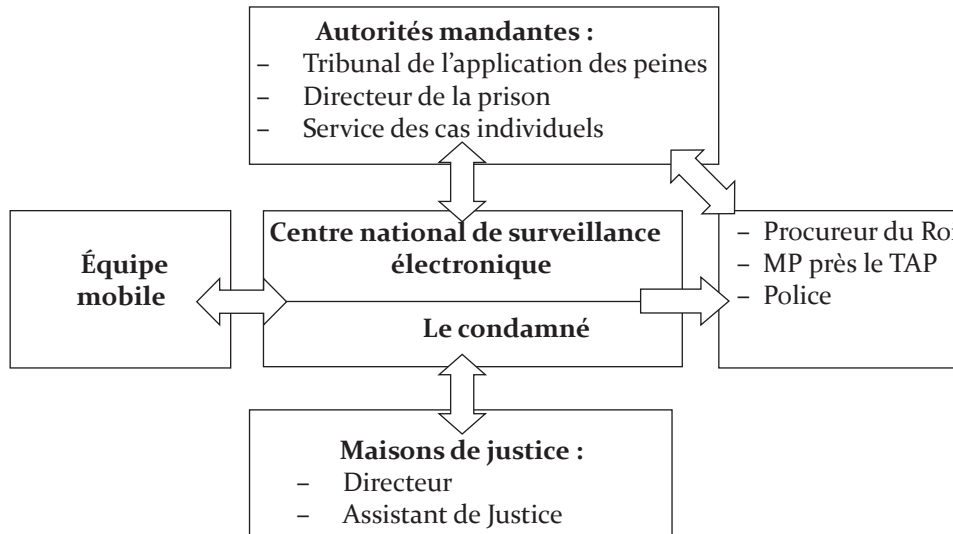 Autorités mandantes :
– Tribunal de l'application des peines
– Directeur de la prison
– Service des cas individuels
Équipe
mobile
Centre national de surveillance
électronique
Le condamné
– Procureur du Roi
– MP près le TAP
– Police
Maisons de justice :
– Directeur
– Assistant de Justice